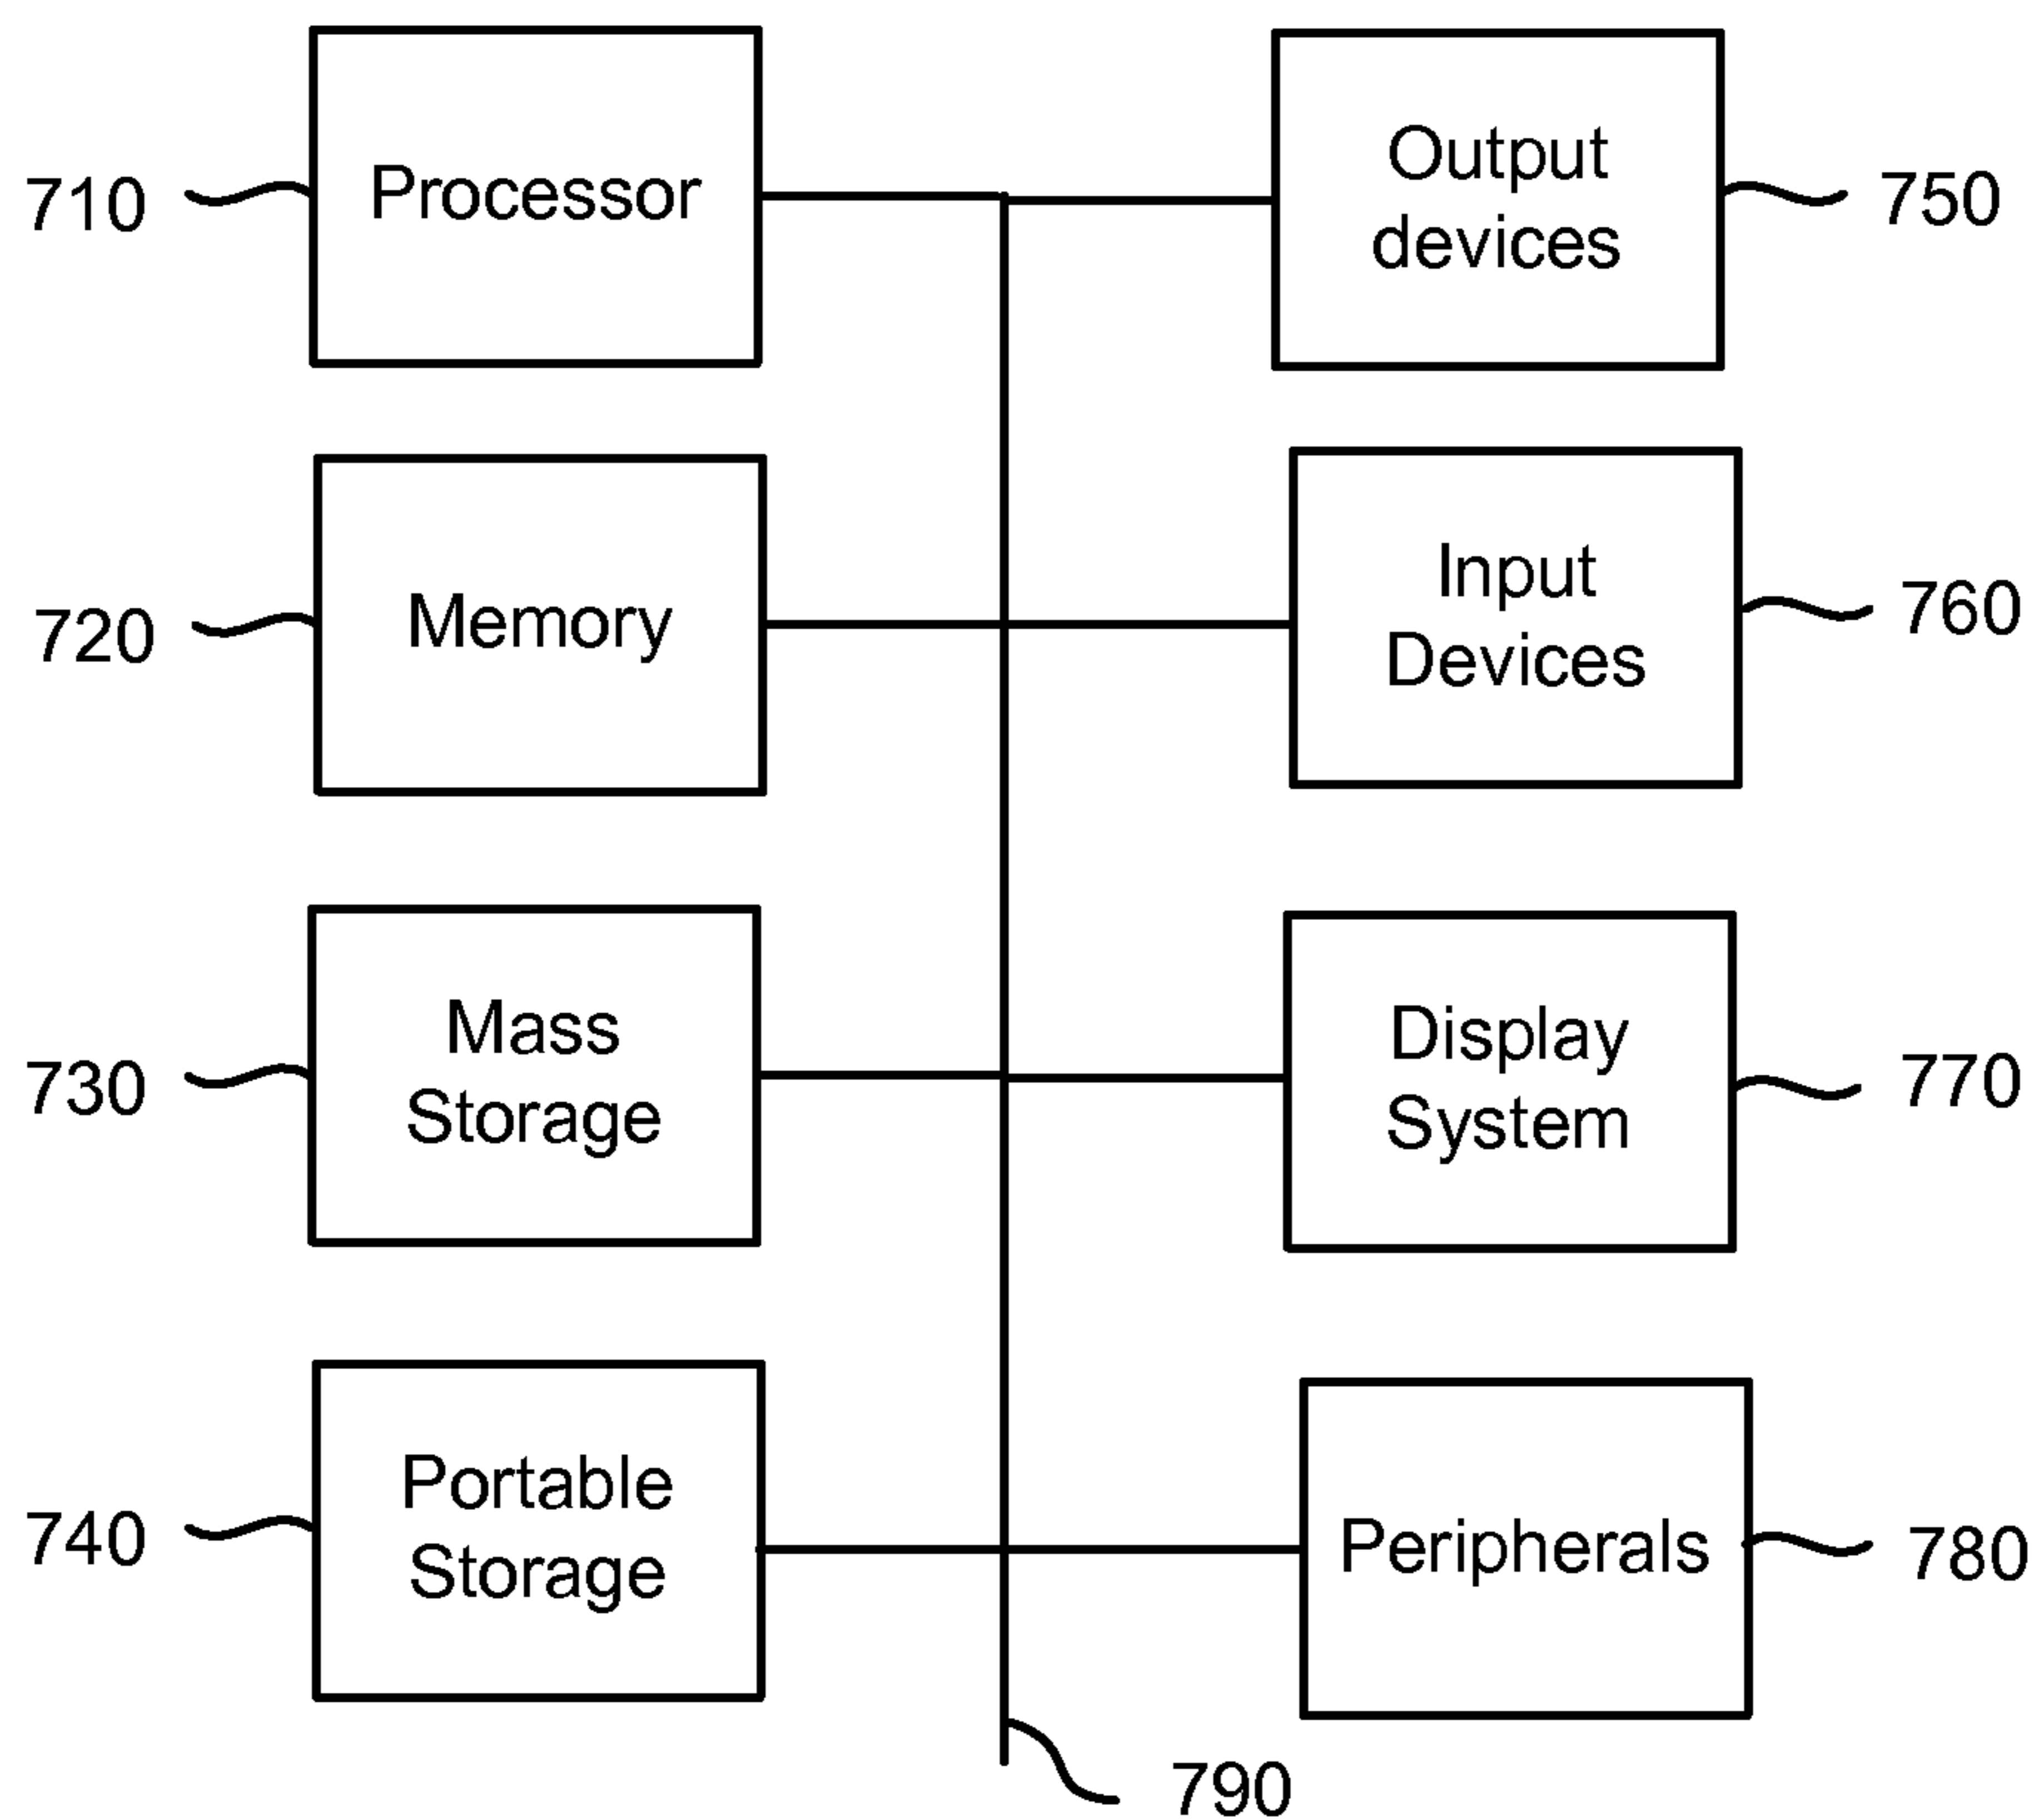 710
Processor
Output
devices
750
720
Memory
Input
Devices
760
730
Mass
Storage
Display
System
770
740
Portable
Storage
Peripherals
780
790